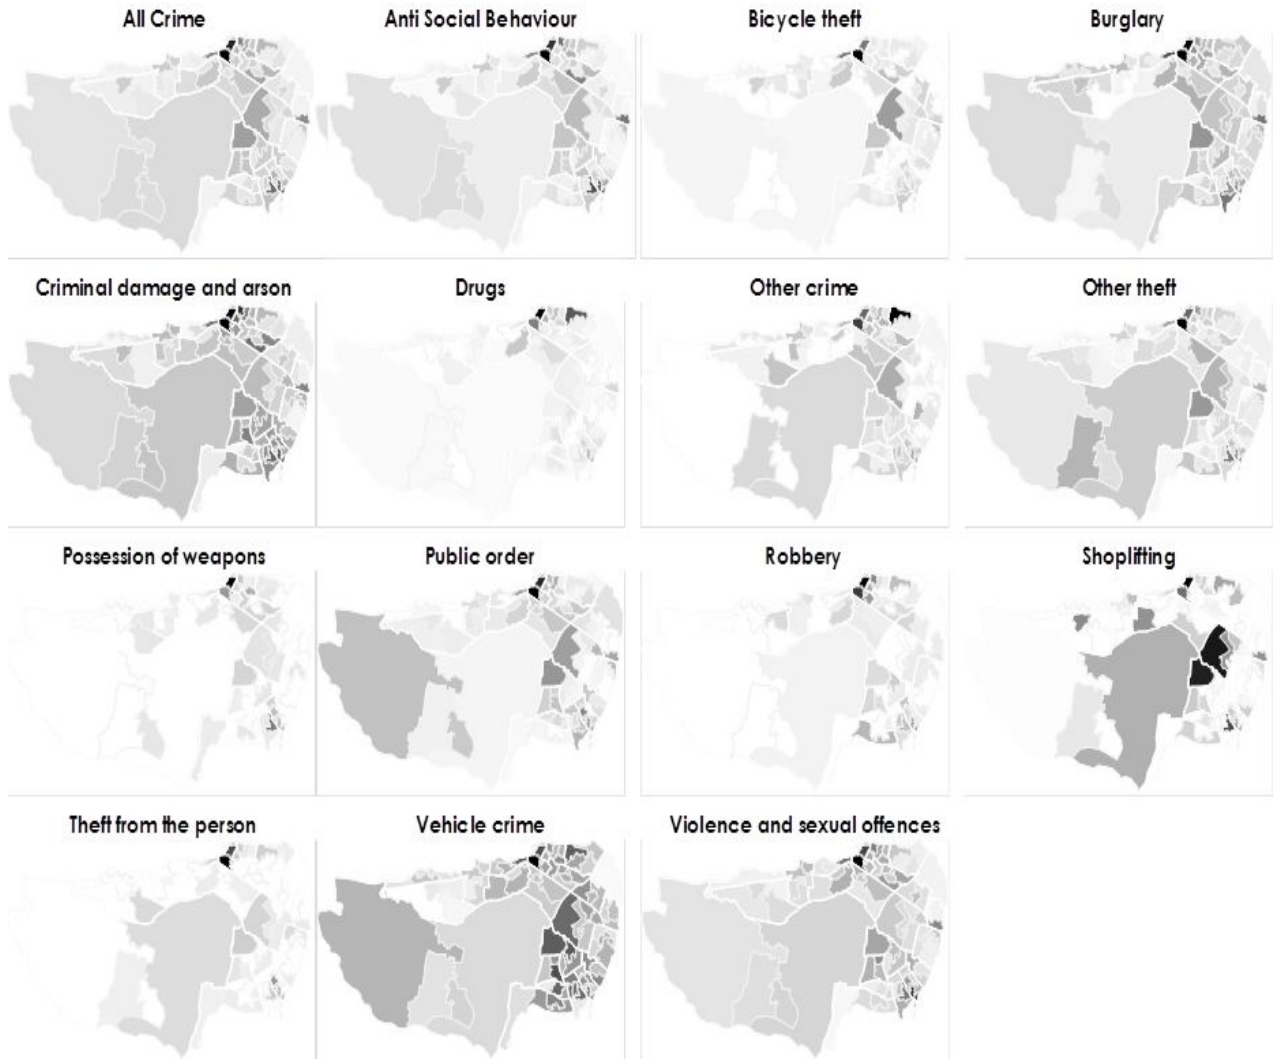 All Crime
Anti Social Behaviour
Bicycle theft
Burglary
Criminal damage and arson
Drugs
Other crime
Other theft
Possession of weapons
Public order
Robbery
Shoplifting
Theft from the person
Vehicle crime
Violence and sexual offences